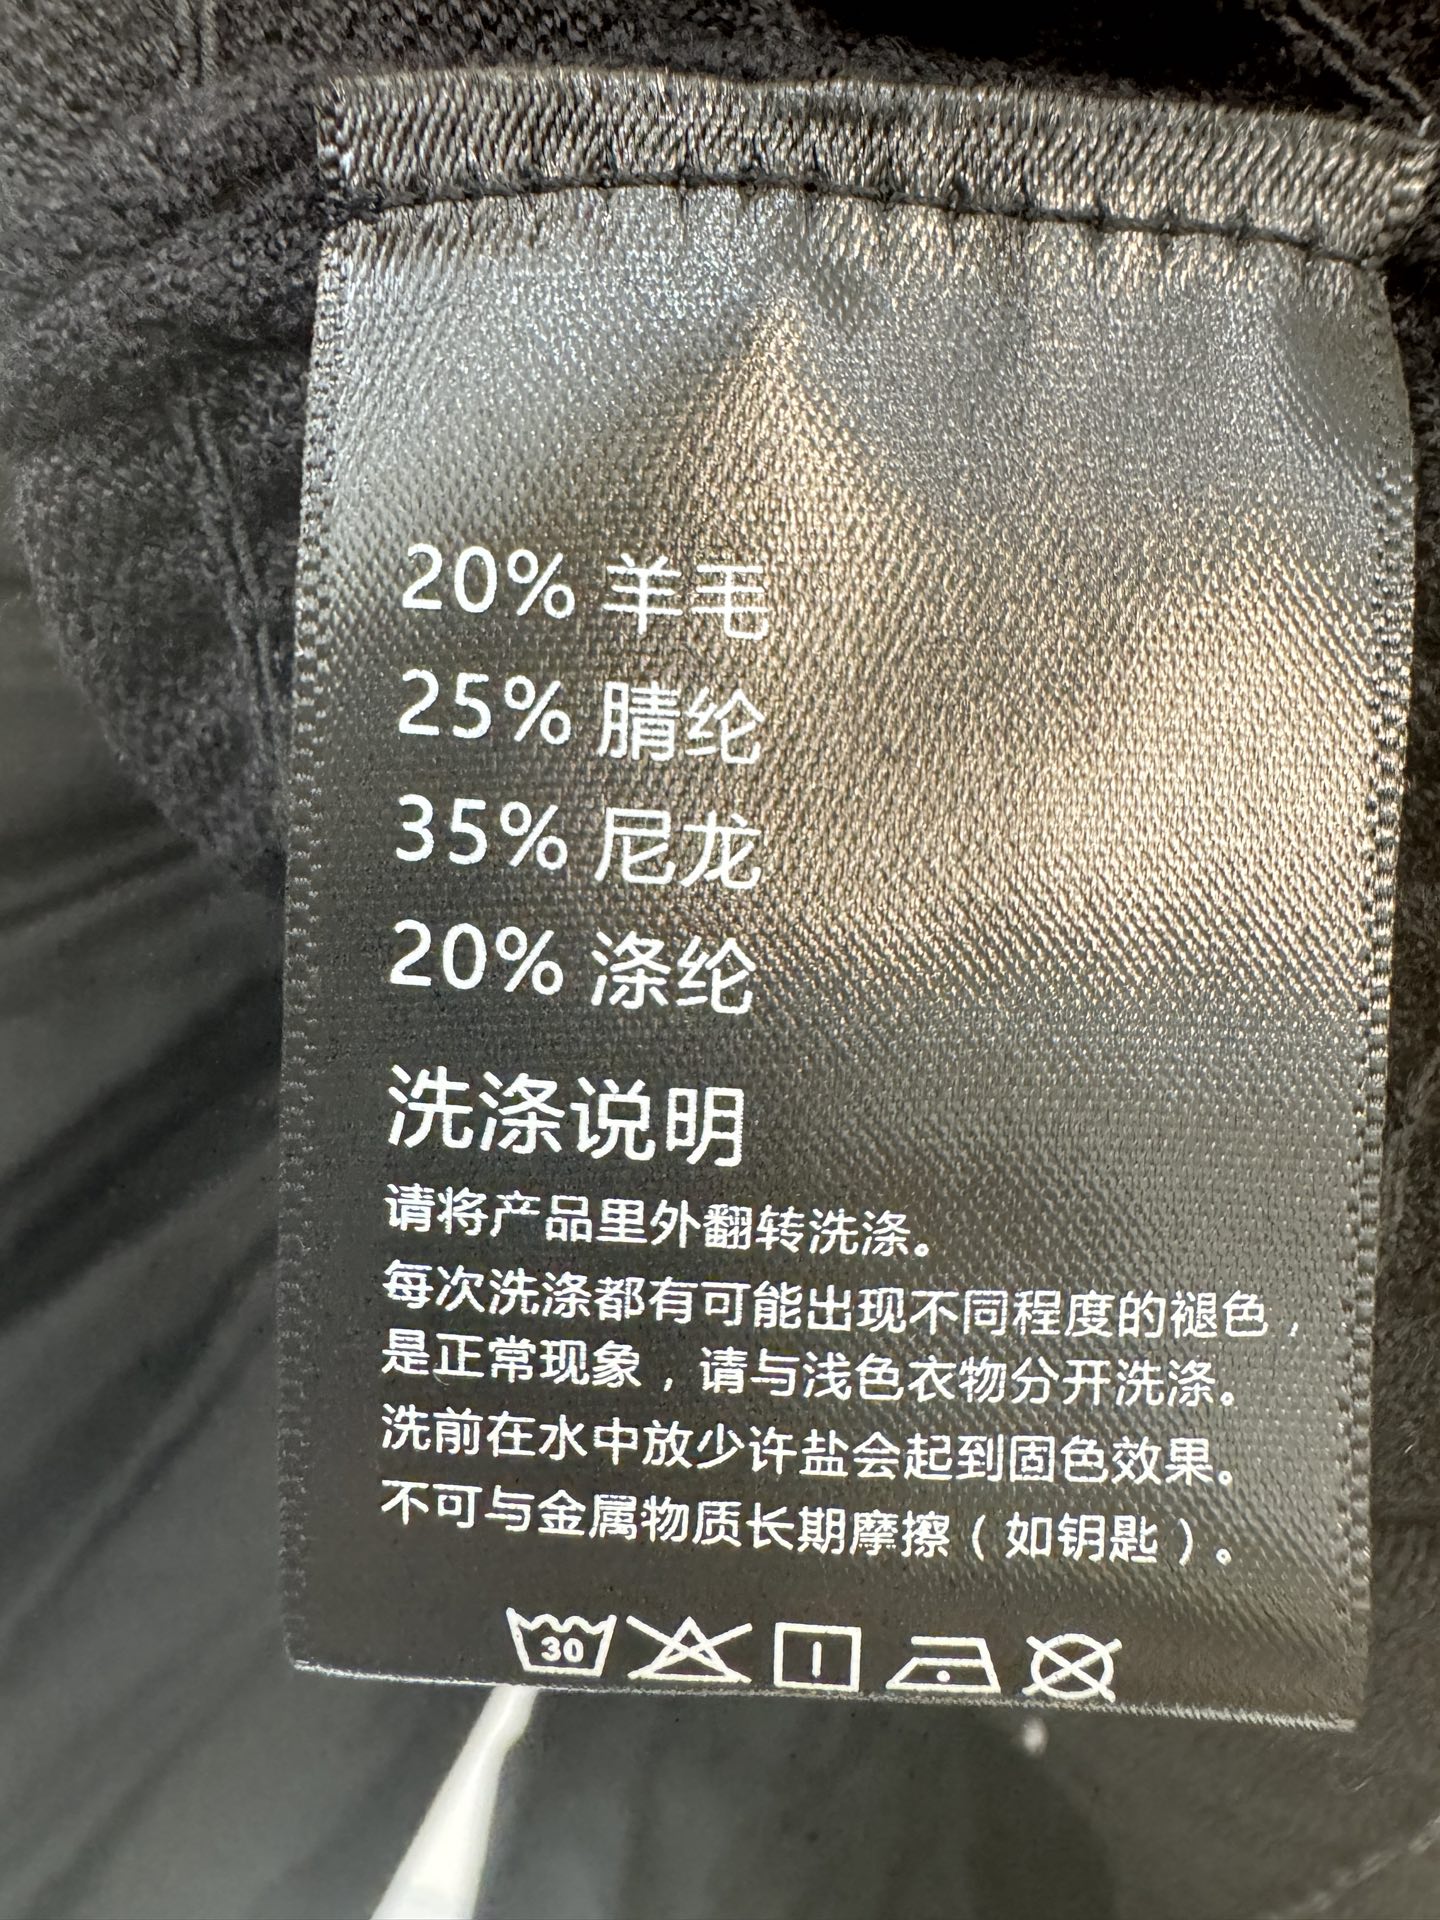 20% 羊毛
25% 腈纶
35% 尼龙
20% 涤纶
洗涤说明
请将产品里外翻转洗涤。
每次洗涤都有可能出现不同程度的褪色，
是正常现象，请与浅色衣物分开洗涤。
洗前在水中放少许盐会起到固色效果。
不可与金属物质长期摩擦（如钥匙）。
30